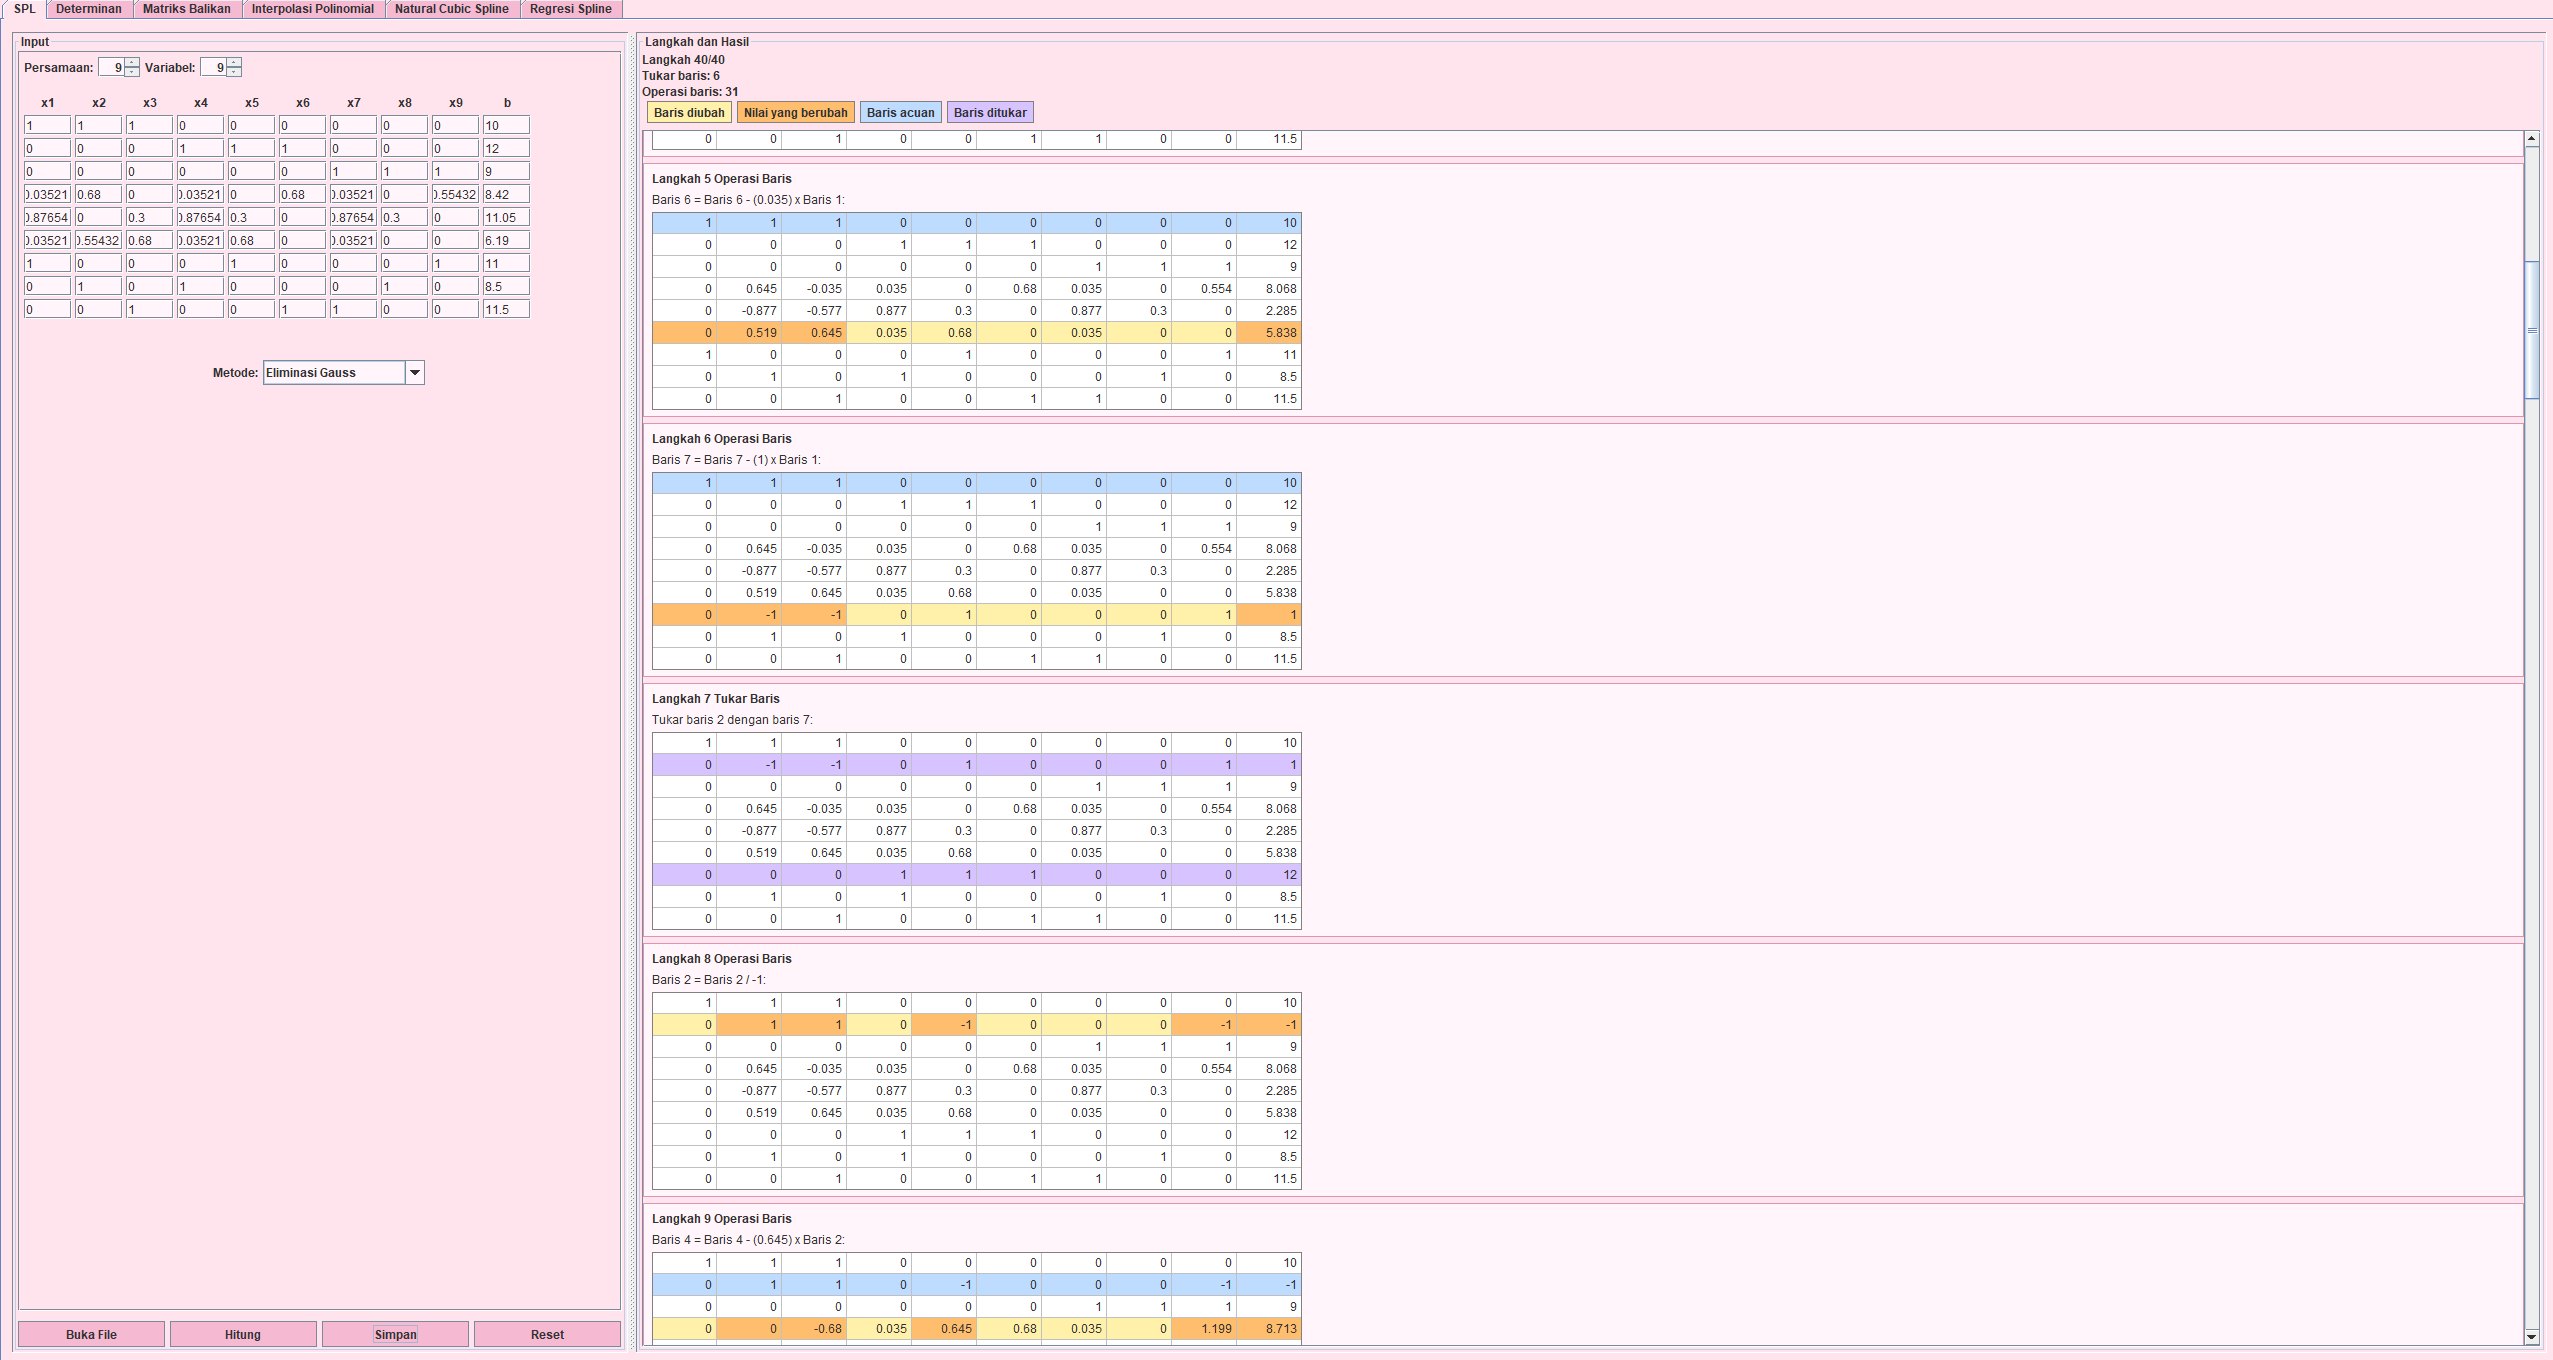 SPL Determinan Matriks Balikan Interpolasi Polinomial Natural Cubic Spline Regresi Spline
Input
Persamaan: 9 Variabel: 9
x1 x2 x3 x4 x5 x6 x7 x8 x9 b
1 1 1 0 0 0 0 0 0 10
0 0 0 1 1 1 0 0 0 12
0 0 0 0 0 0 1 1 1 9
0.03521 0.68 0 0.03521 0 0.68 0.03521 0 0.55432 8.42
0.87654 0 0.3 0.87654 0.3 0 0.87654 0.3 0 11.05
0.03521 0.55432 0.68 0.03521 0.68 0 0.03521 0 0 6.19
1 0 0 0 1 0 0 0 1 11
0 1 0 1 0 0 0 1 0 8.5
0 0 1 0 0 1 1 0 0 11.5
Metode: Eliminasi Gauss
Buka File Hitung Simpan Reset
Langkah dan Hasil
Langkah 40/40
Tukar baris: 6
Operasi baris: 31
Baris diubah Nilai yang berubah Baris acuan Baris ditukar
0 0 1 0 0 1 1 0 0 11.5
Langkah 5 Operasi Baris
Baris 6 = Baris 6 - (0.035) x Baris 1:
1 1 1 0 0 0 0 0 0 10
0 0 0 1 1 1 0 0 0 12
0 0 0 0 0 0 1 1 1 9
0 0.645 -0.035 0.035 0 0.68 0.035 0 0.554 8.068
0 -0.877 -0.577 0.877 0.3 0 0.877 0.3 0 2.285
0 0.519 0.645 0.035 0.68 0 0.035 0 0 5.838
1 0 0 0 1 0 0 0 1 11
0 1 0 1 0 0 0 1 0 8.5
0 0 1 0 0 1 1 0 0 11.5
Langkah 6 Operasi Baris
Baris 7 = Baris 7 - (1) x Baris 1:
1 1 1 0 0 0 0 0 0 10
0 0 0 1 1 1 0 0 0 12
0 0 0 0 0 0 1 1 1 9
0 0.645 -0.035 0.035 0 0.68 0.035 0 0.554 8.068
0 -0.877 -0.577 0.877 0.3 0 0.877 0.3 0 2.285
0 0.519 0.645 0.035 0.68 0 0.035 0 0 5.838
0 -1 -1 0 1 0 0 0 1 1
0 1 0 1 0 0 0 1 0 8.5
0 0 1 0 0 1 1 0 0 11.5
Langkah 7 Tukar Baris
Tukar baris 2 dengan baris 7:
1 1 1 0 0 0 0 0 0 10
0 -1 -1 0 1 0 0 0 1 1
0 0 0 0 0 0 1 1 1 9
0 0.645 -0.035 0.035 0 0.68 0.035 0 0.554 8.068
0 -0.877 -0.577 0.877 0.3 0 0.877 0.3 0 2.285
0 0.519 0.645 0.035 0.68 0 0.035 0 0 5.838
0 0 0 1 1 1 0 0 0 12
0 1 0 1 0 0 0 1 0 8.5
0 0 1 0 0 1 1 0 0 11.5
Langkah 8 Operasi Baris
Baris 2 = Baris 2 / -1:
1 1 1 0 0 0 0 0 0 10
0 1 1 0 -1 0 0 0 -1 -1
0 0 0 0 0 0 1 1 1 9
0 0.645 -0.035 0.035 0 0.68 0.035 0 0.554 8.068
0 -0.877 -0.577 0.877 0.3 0 0.877 0.3 0 2.285
0 0.519 0.645 0.035 0.68 0 0.035 0 0 5.838
0 0 0 1 1 1 0 0 0 12
0 1 0 1 0 0 0 1 0 8.5
0 0 1 0 0 1 1 0 0 11.5
Langkah 9 Operasi Baris
Baris 4 = Baris 4 - (0.645) x Baris 2:
1 1 1 0 0 0 0 0 0 10
0 1 1 0 -1 0 0 0 -1 -1
0 0 0 0 0 0 1 1 1 9
0 0 -0.68 0.035 0.645 0.68 0.035 0 1.199 8.713